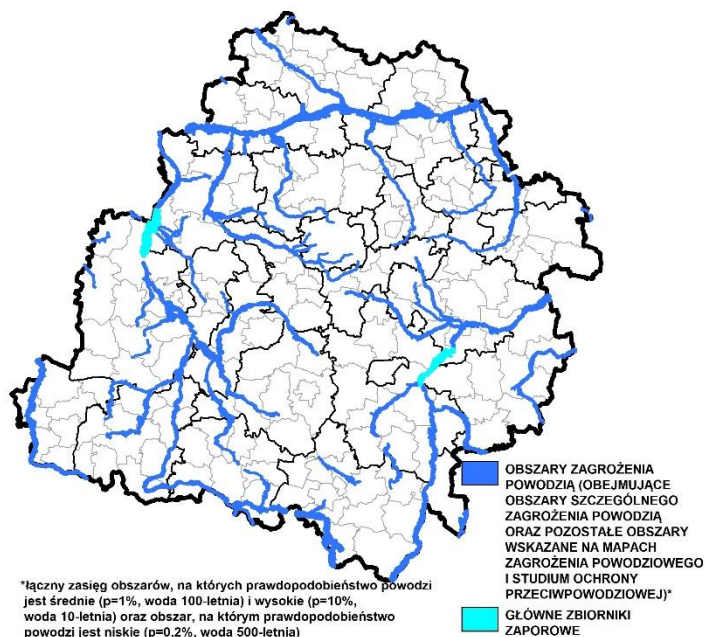 OBSZARY ZAGROŻENIA
POWODZIĄ (OBEJMUJĄCE
OBSZARY SZCZEGÓLNEGO
ZAGROŻENIA POWODZIĄ
ORAZ POZOSTAŁE OBSZARY
WSKAZANE NA MAPACH
ZAGROŻENIA POWODZIOWEGO
I STUDIUM OCHRONY
PRZECIWPOWODZIOWEJ)*
GŁÓWNE ZBIORNIKI
ZAPOROWE
*łączny zasięg obszarów, na których prawdopodobieństwo powodzi
jest średnie (p=1%, woda 100-letnia) i wysokie (p=10%,
woda 10-letnia) oraz obszar, na którym prawdopodobieństwo
powodzi jest niskie (p=0.2%, woda 500-letnia)